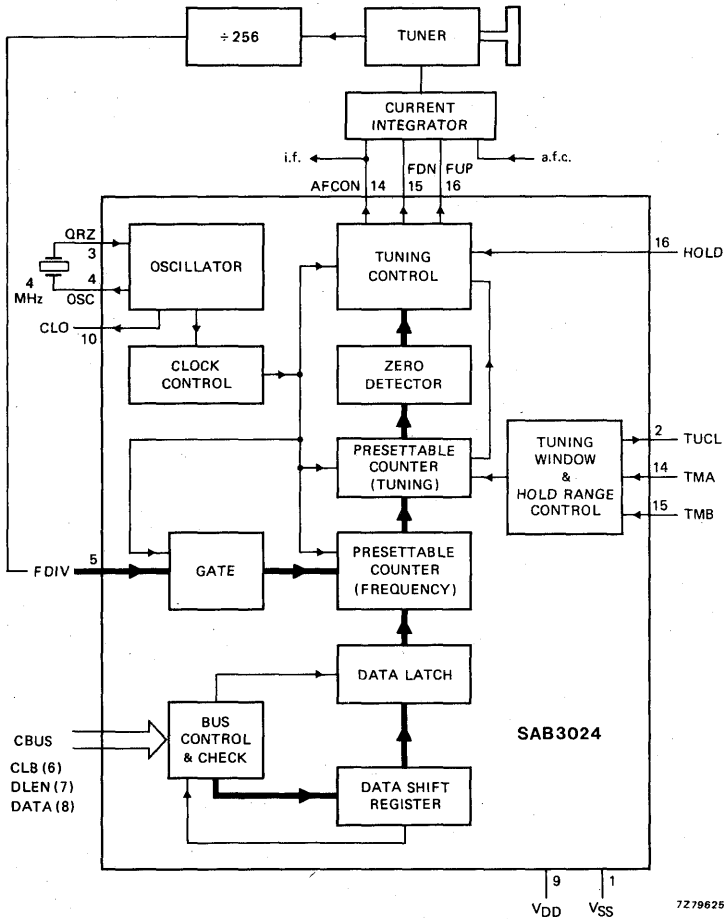 ÷ 256
TUNER
CURRENT
INTEGRATOR
i.f.
a.f.c.
AFCON
14
FDN
15
FUP
16
QRZ
3
4
MHz
4
OSC
CLO
10
OSCILLATOR
TUNING
CONTROL
16
HOLD
CLOCK
CONTROL
ZERO
DETECTOR
PRESETTABLE
COUNTER
(TUNING)
TUNING
WINDOW
&
HOLD RANGE
CONTROL
2
TUCL
14
TMA
15
TMB
FDIV
5
GATE
PRESETTABLE
COUNTER
(FREQUENCY)
DATA LATCH
CBUS
CLB (6)
DLEN (7)
DATA (8)
BUS
CONTROL
& CHECK
DATA SHIFT
REGISTER
SAB3024
9
VDD
1
VSS
7Z79625